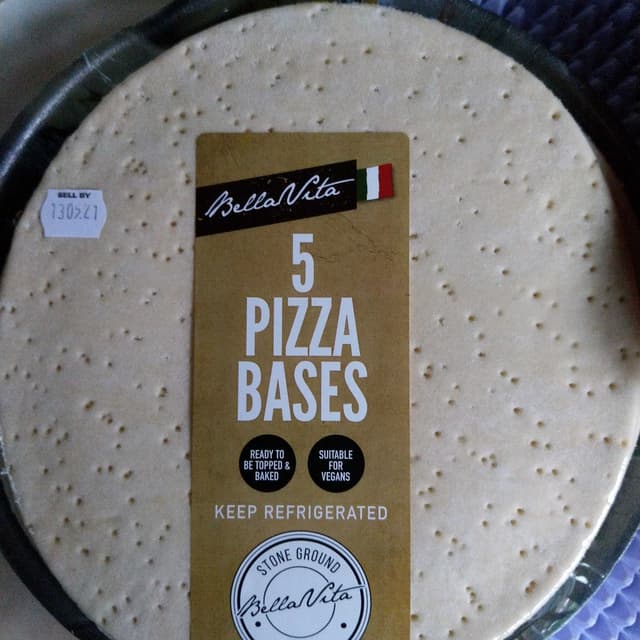 SELL BY
BellaVita
5
PIZZA
BASES
READY TO
BE TOPPED &
BAKED
SUITABLE
FOR
VEGANS
KEEP REFRIGERATED
STONE GROUND
BellaVita